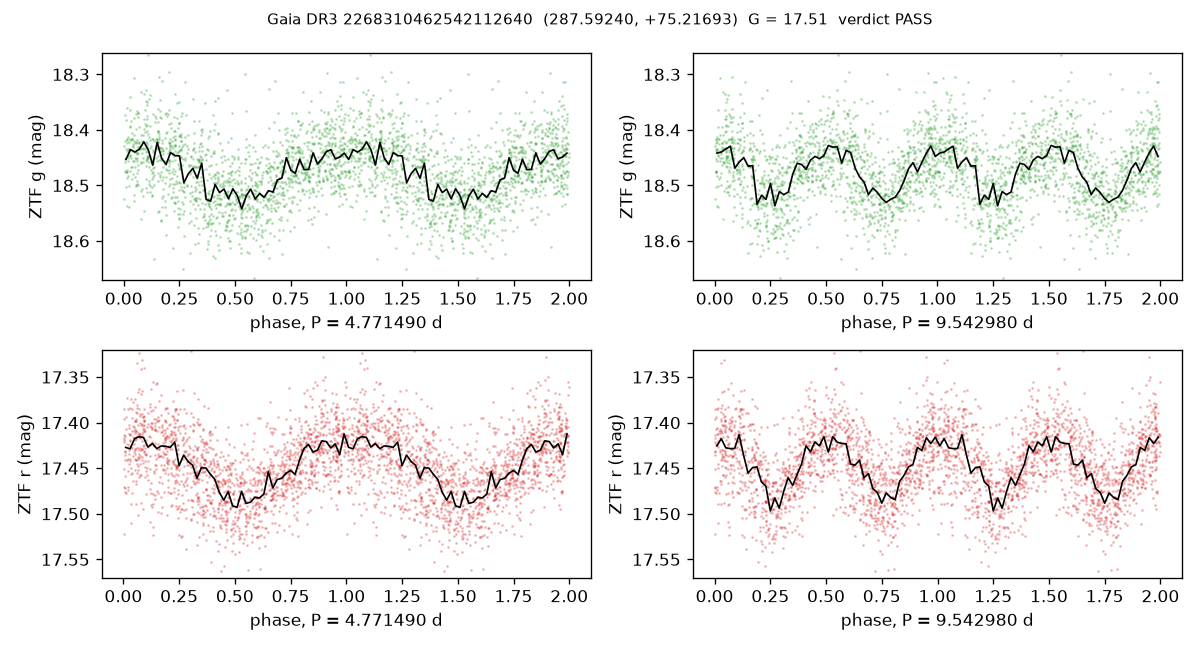 Gaia DR3 2268310462542112640 (287.59240, +75.21693) G = 17.51 verdict PASS
ZTF g (mag)
18.3
18.4
18.5
18.6
0.00 0.25 0.50 0.75 1.00 1.25 1.50 1.75 2.00
phase, P = 4.771490 d
ZTF g (mag)
18.3
18.4
18.5
18.6
0.00 0.25 0.50 0.75 1.00 1.25 1.50 1.75 2.00
phase, P = 9.542980 d
ZTF r (mag)
17.35
17.40
17.45
17.50
17.55
0.00 0.25 0.50 0.75 1.00 1.25 1.50 1.75 2.00
phase, P = 4.771490 d
ZTF r (mag)
17.35
17.40
17.45
17.50
17.55
0.00 0.25 0.50 0.75 1.00 1.25 1.50 1.75 2.00
phase, P = 9.542980 d